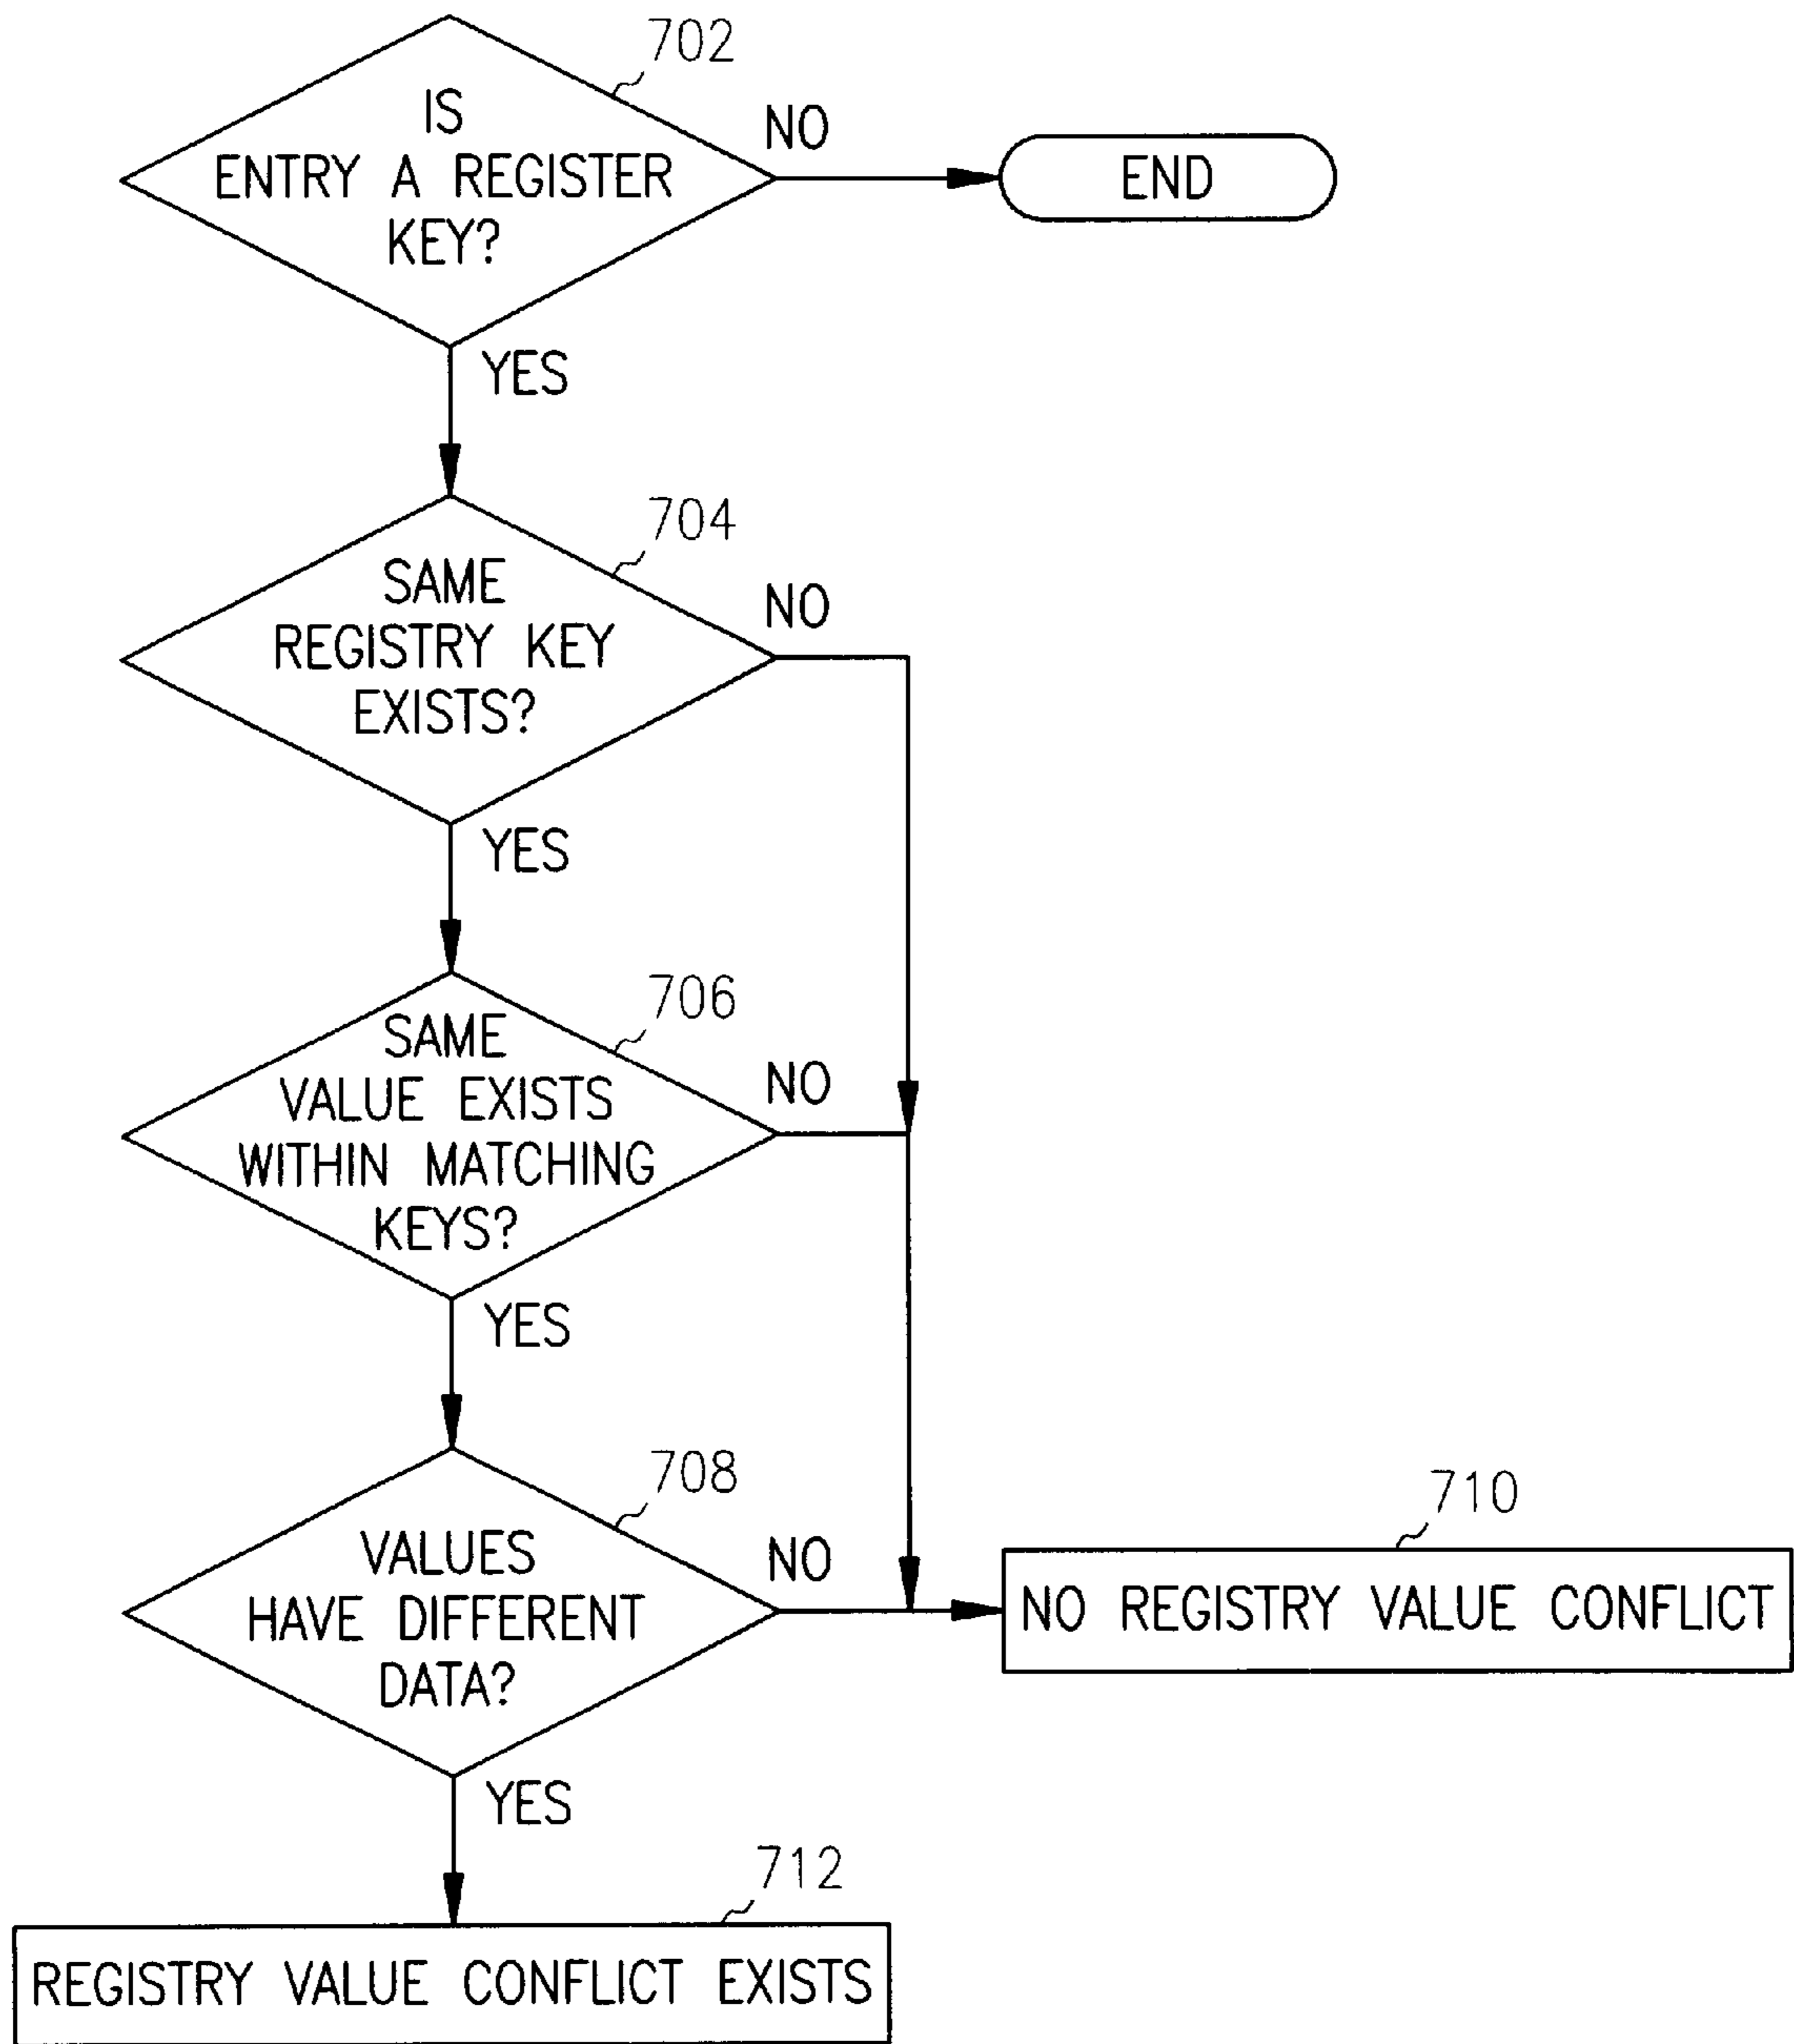 702
IS
ENTRY A REGISTER
KEY?
NO
END
YES
704
SAME
REGISTRY KEY
EXISTS?
NO
YES
706
SAME
VALUE EXISTS
WITHIN MATCHING
KEYS?
NO
YES
708
VALUES
HAVE DIFFERENT
DATA?
NO
710
NO REGISTRY VALUE CONFLICT
YES
712
REGISTRY VALUE CONFLICT EXISTS